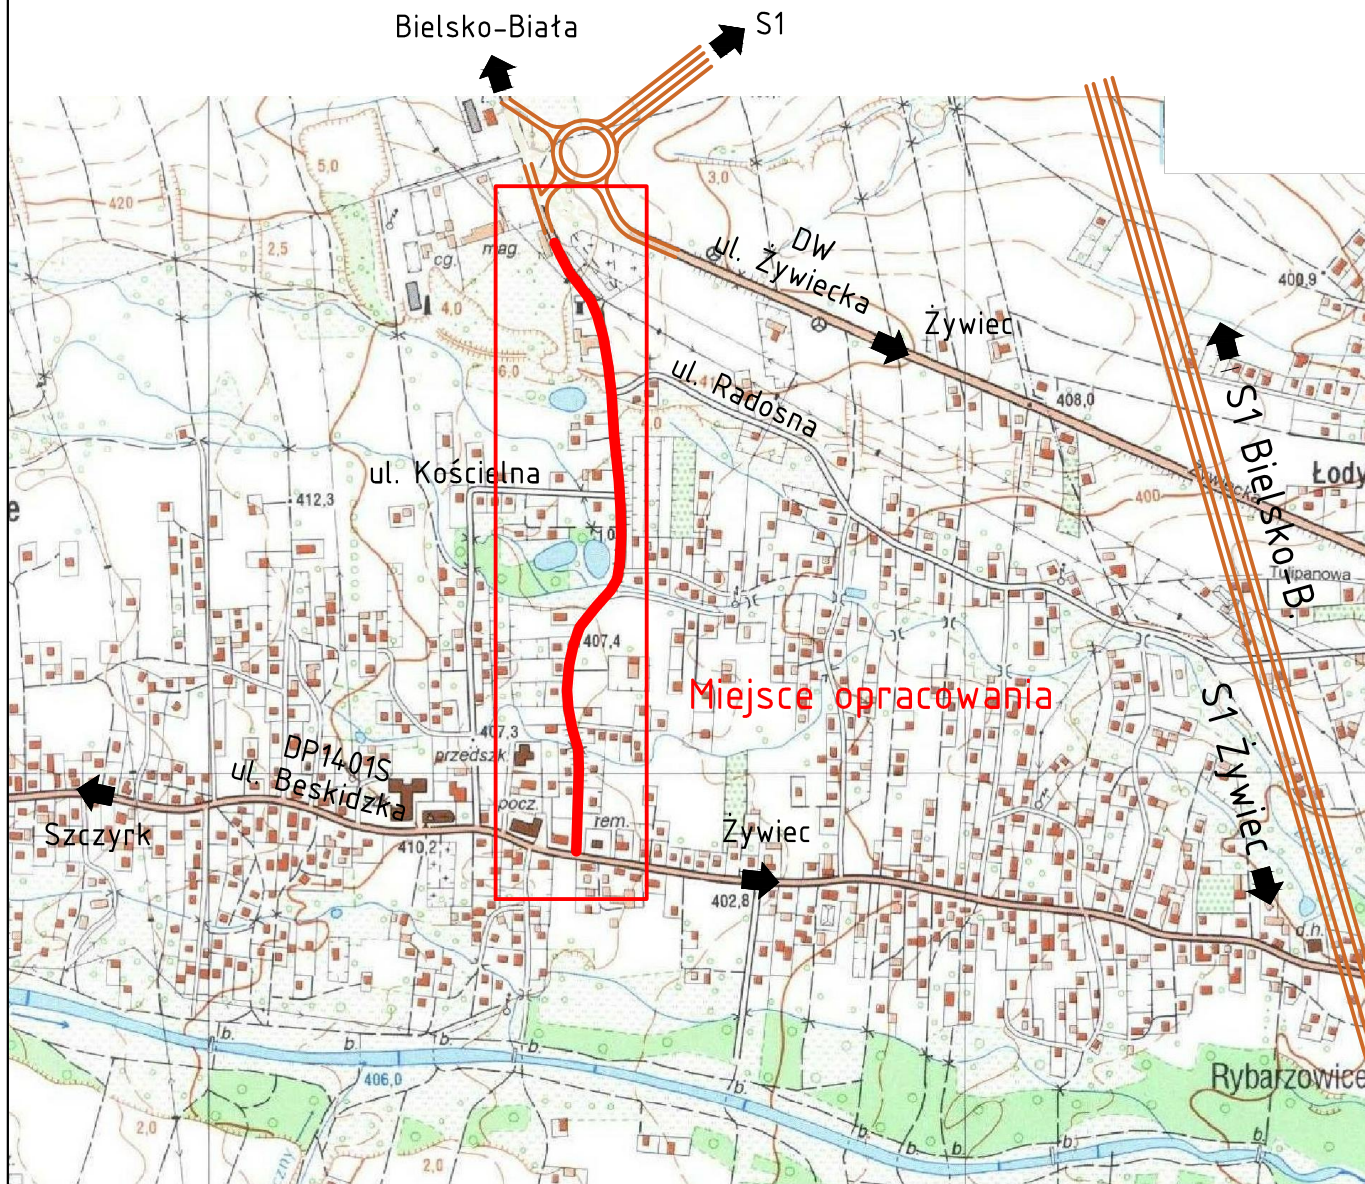 Bielsko-Biała
S1
5,0
420
2,5
3,0
mag.
cg.
4,0
DW
ul. Żywiecka
400,9
Żywiec
6,0
ul. Radosna
408,0
S1 Bielsko-B.
ul. Kościelna
412,3
400
Łody
e
Tulipanowa
407,4
Miejsce opracowania
S1 Żywiec
407,3
przedszk.
DP1401S
ul. Beskidzka
Szczyrk
pocz.
rem.
Żywiec
410,2
402,8
d.h.
b.
b.
b.
b.
406,0
b.
Rybarzowice
2,0
2,0
b.
b.
b.
b.
b.
czny